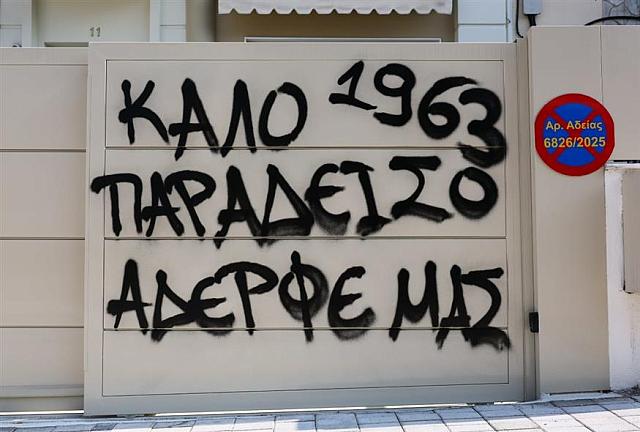 11
ΚΑΛΟ 1963
ΠΑΡΑΔΕΙΣΟ
ΑΔΕΡΦΕ ΜΑΣ
Αρ. Αδείας
6826/2025